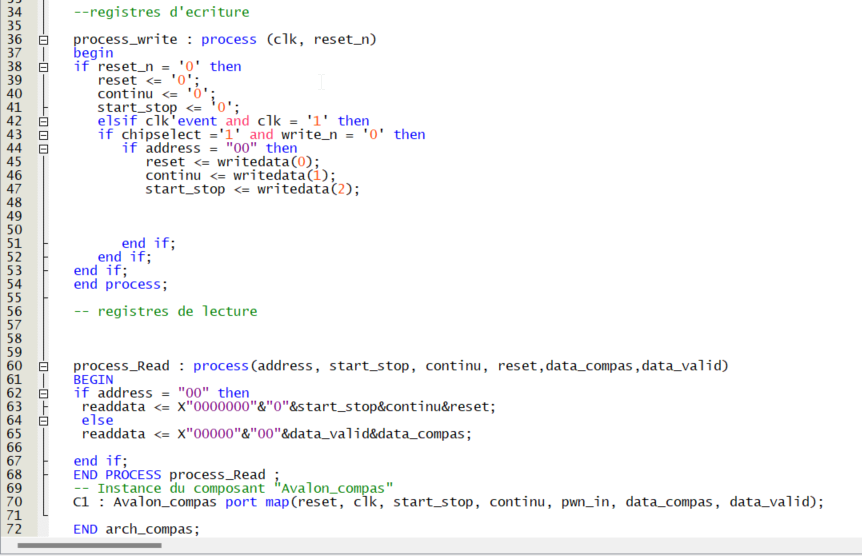 34 --registres d'ecriture
35
36 process_write : process (clk, reset_n)
37 begin
38 if reset_n = '0' then
39 reset <= '0';
40 continu <= '0';
41 start_stop <= '0';
42 elsif clk'event and clk = '1' then
43 if chipselect ='1' and write_n = '0' then
44 if address = "00" then
45 reset <= writedata(0);
46 continu <= writedata(1);
47 start_stop <= writedata(2);
48
49
50
51 end if;
52 end if;
53 end if;
54 end process;
55
56 -- registres de lecture
57
58
59
60 process_Read : process(address, start_stop, continu, reset,data_compas,data_valid)
61 BEGIN
62 if address = "00" then
63 readdata <= X"0000000"&"0"&start_stop&continu&reset;
64 else
65 readdata <= X"00000"&"00"&data_valid&data_compas;
66
67 end if;
68 END PROCESS process_Read ;
69 -- Instance du composant "Avalon_compas"
70 C1 : Avalon_compas port map(reset, clk, start_stop, continu, pwn_in, data_compas, data_valid);
71
72 END arch_compas;